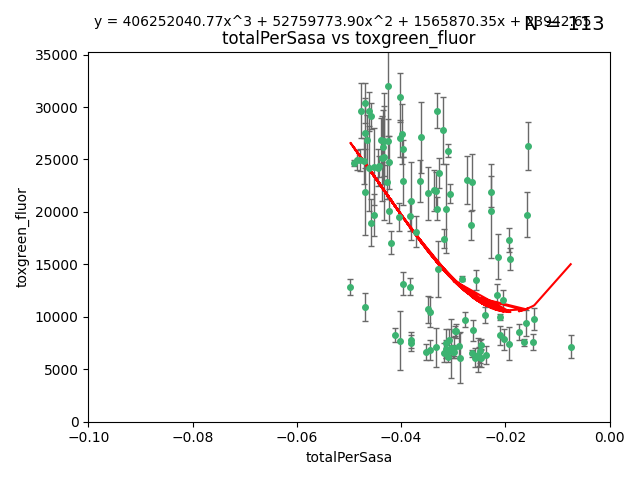 y = 406252040.77x^3 + 52759773.90x^2 + 1565870.35x +
N = 113
totalPerSasa vs toxgreen_fluor
35000
30000
25000
20000
15000
10000
5000
0
toxgreen_fluor
−0.10
−0.08
−0.06
−0.04
−0.02
0.00
totalPerSasa